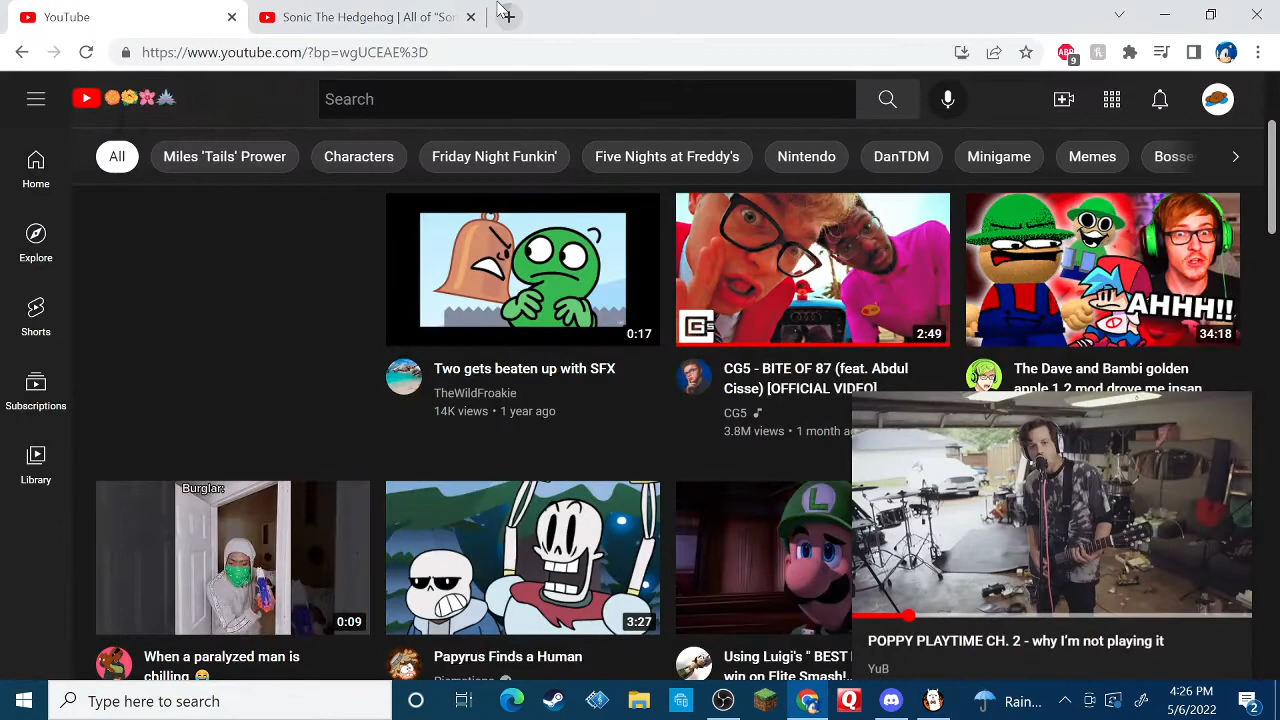 YouTube
Sonic The Hedgehog | All of "Sor
https://www.youtube.com/?bp=wgUCEAE%3D
9
Search
All
Miles 'Tails' Prower
Characters
Friday Night Funkin'
Five Nights at Freddy's
Nintendo
DanTDM
Minigame
Memes
Bosse
Home
Explore
Shorts
Subscriptions
Library
0:17
Two gets beaten up with SFX
TheWildFroakie
14K views • 1 year ago
2:49
CG5 - BITE OF 87 (feat. Abdul
Cisse) [OFFICIAL VIDEO]
CG5
3.8M views • 1 month a
AHHH!!
34:18
The Dave and Bambi golden
apple 1.2 mod drove me insan
Burglar:
0:09
When a paralyzed man is
chilling
3:27
Papyrus Finds a Human
L
Using Luigi's " BEST
win on Elite Smash!
POPPY PLAYTIME CH. 2 - why I'm not playing it
YuB
Type here to search
Rain...
4:26 PM
5/6/2022
2